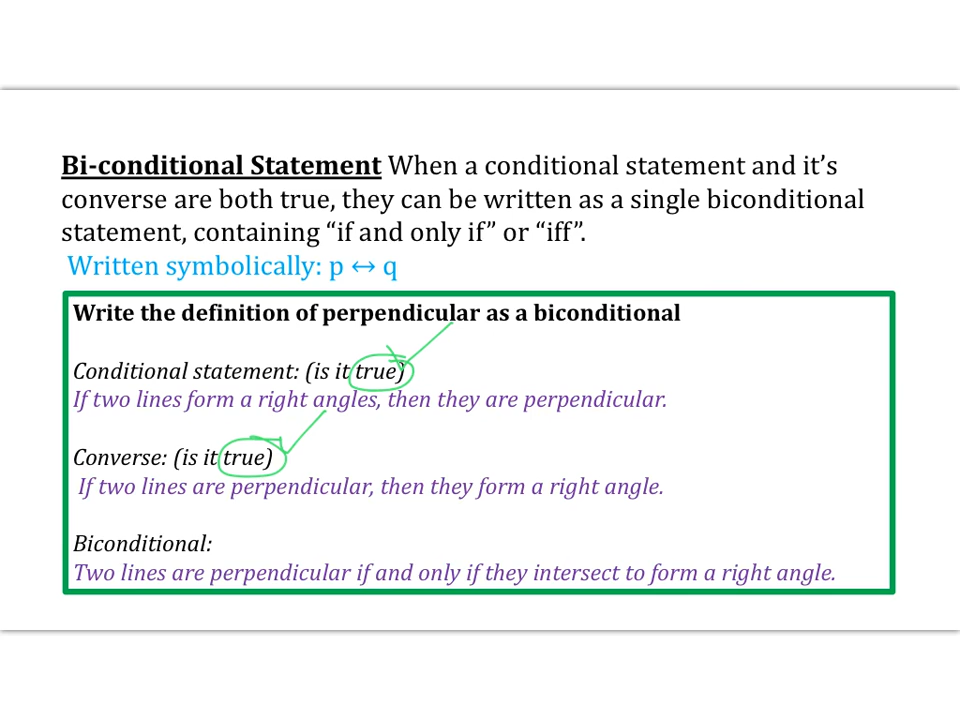 Bi-conditional Statement When a conditional statement and it’s
converse are both true, they can be written as a single biconditional
statement, containing “if and only if” or “iff”.
Written symbolically: p ↔ q
Write the definition of perpendicular as a biconditional
Conditional statement: (is it true)
If two lines form a right angles, then they are perpendicular.
Converse: (is it true)
If two lines are perpendicular, then they form a right angle.
Biconditional:
Two lines are perpendicular if and only if they intersect to form a right angle.